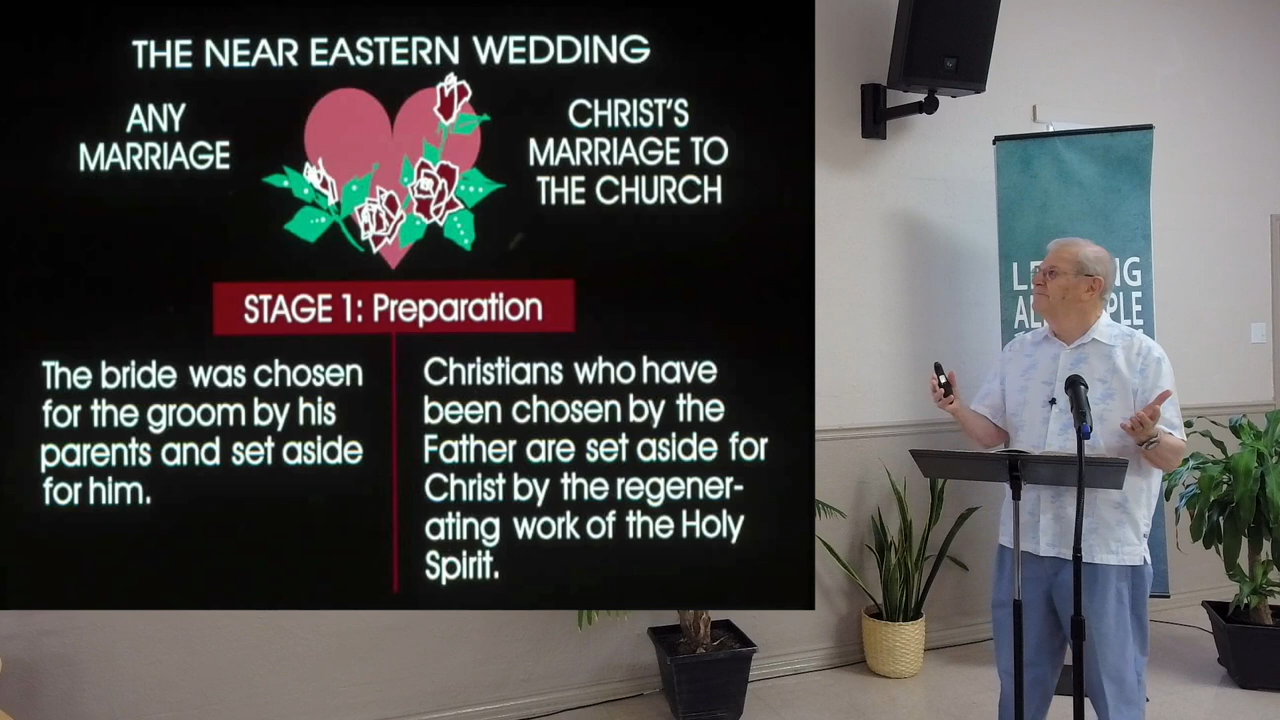 THE NEAR EASTERN WEDDING
ANY
MARRIAGE
CHRIST'S
MARRIAGE TO
THE CHURCH
STAGE 1: Preparation
The bride was chosen
for the groom by his
parents and set aside
for him.
Christians who have
been chosen by the
Father are set aside for
Christ by the regener-
ating work of the Holy
Spirit.